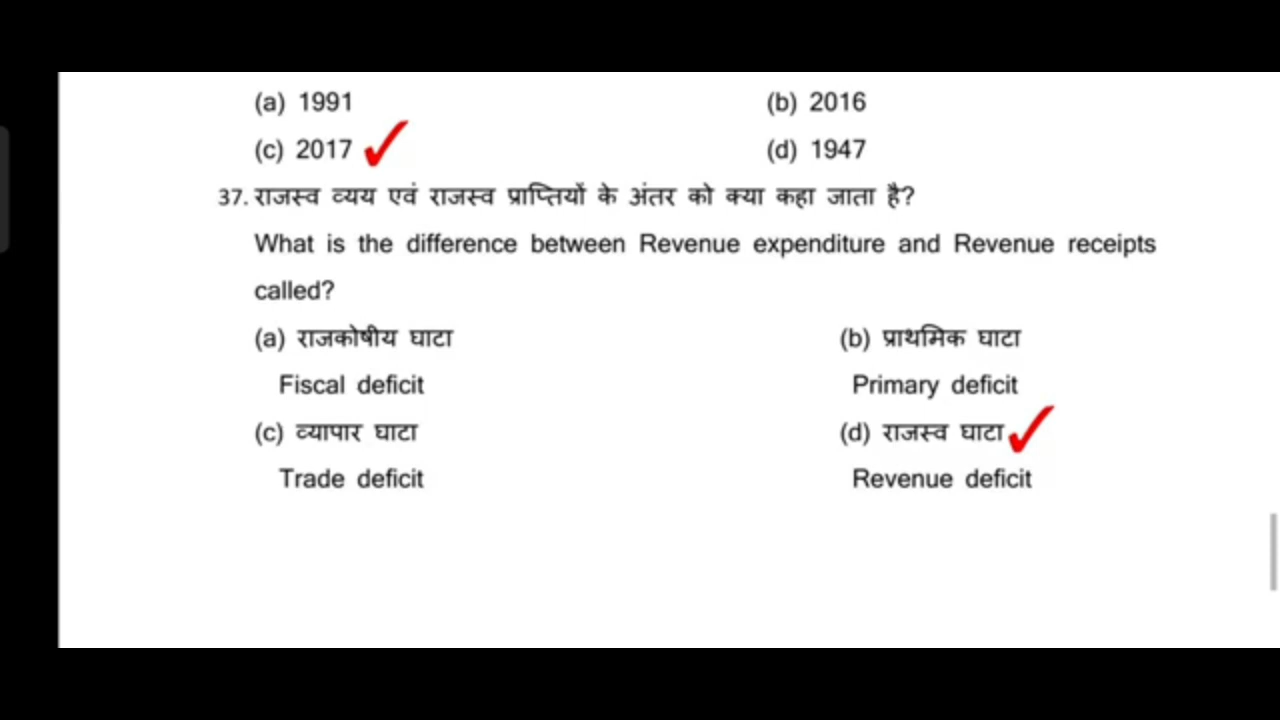 (a) 1991 (b) 2016
(c) 2017 (d) 1947
37. राजस्व व्यय एवं राजस्व प्राप्तियों के अंतर को क्या कहा जाता है?
What is the difference between Revenue expenditure and Revenue receipts
called?
(a) राजकोषीय घाटा (b) प्राथमिक घाटा
Fiscal deficit Primary deficit
(c) व्यापार घाटा (d) राजस्व घाटा
Trade deficit Revenue deficit